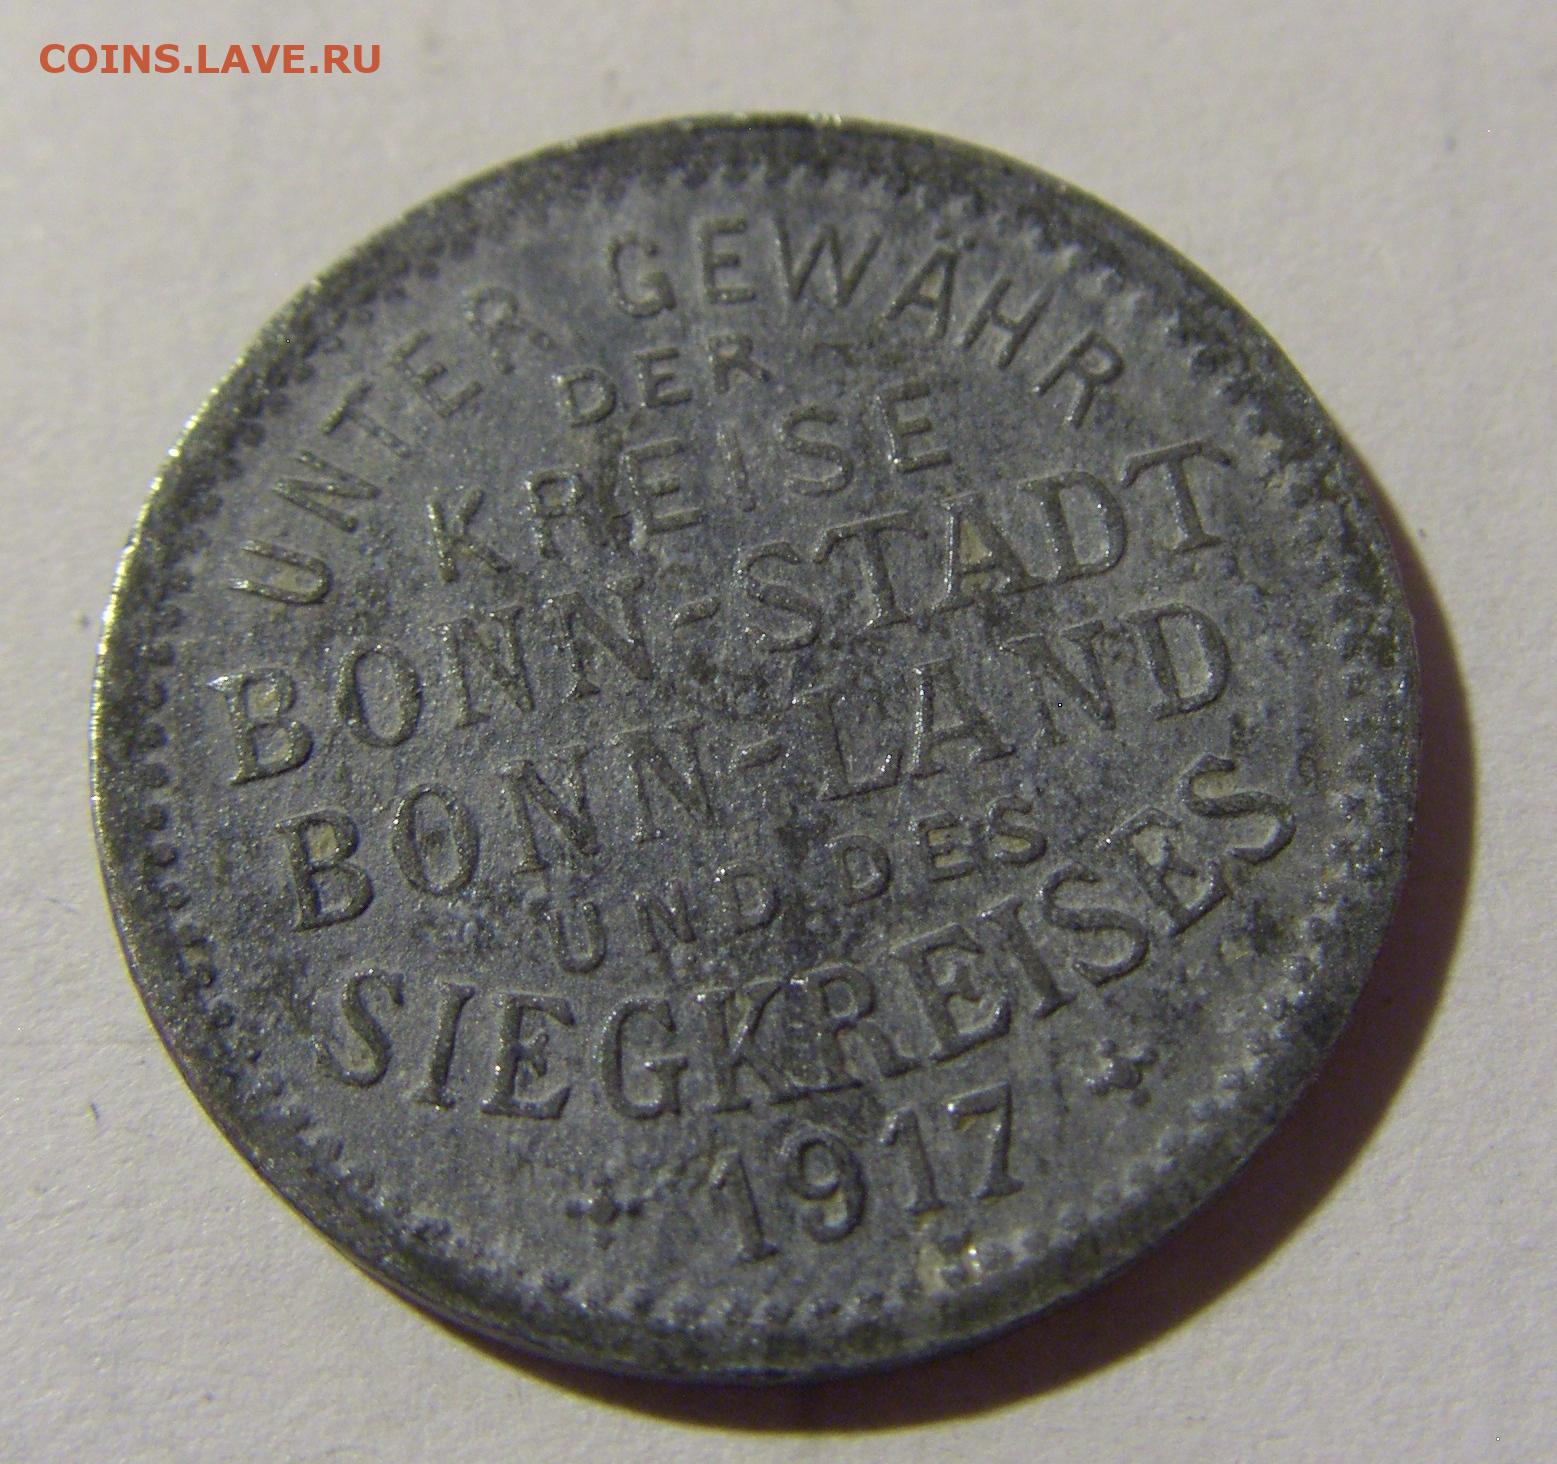 COINS.LAVE.RU
UNTER GEWÄHR
DER
KREISE
BONN-STADT
BONN-LAND
UND DES
SIEGKREISES
1917